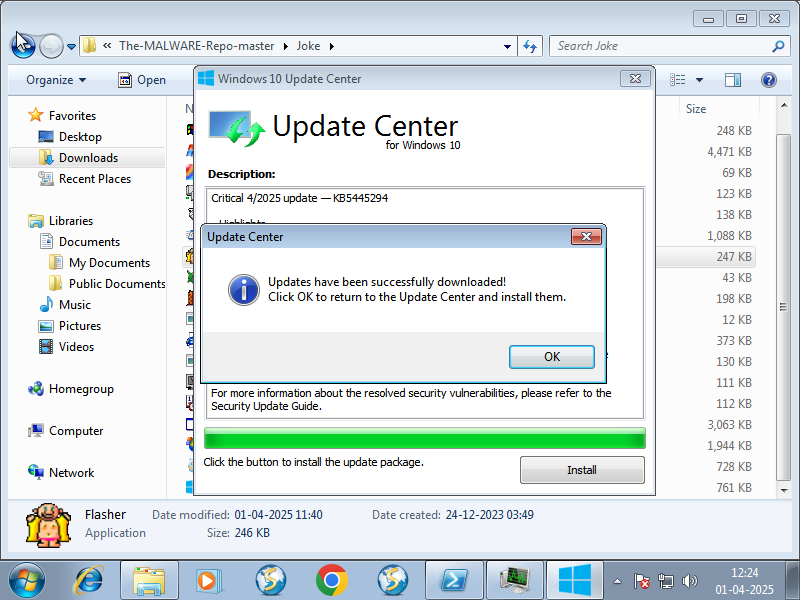 « The-MALWARE-Repo-master ▸ Joke ▸
Search Joke
Organize ▾
Open
Windows 10 Update Center
Update Center
for Windows 10
Description:
Critical 4/2025 update — KB5445294
Highlights
Update Center
Updates have been successfully downloaded!
Click OK to return to the Update Center and install them.
OK
For more information about the resolved security vulnerabilities, please refer to the
Security Update Guide.
Click the button to install the update package.
Install
Favorites
Desktop
Downloads
Recent Places
Libraries
Documents
My Documents
Public Documents
Music
Pictures
Videos
Homegroup
Computer
Network
N
Size
248 KB
4,471 KB
69 KB
123 KB
138 KB
1,088 KB
247 KB
43 KB
198 KB
12 KB
373 KB
130 KB
111 KB
112 KB
3,063 KB
1,944 KB
728 KB
761 KB
Flasher
Date modified: 01-04-2025 11:40
Date created: 24-12-2023 03:49
Application
Size: 246 KB
12:24
01-04-2025